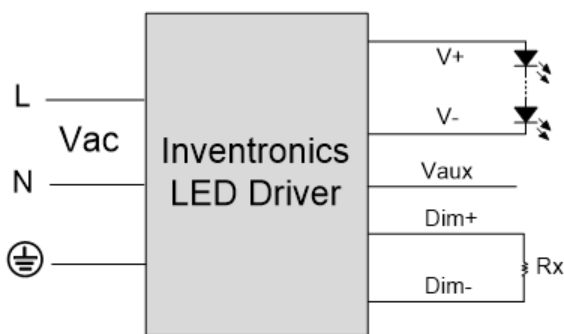 L
Vac
N
Inventronics
LED Driver
V+
V-
Vaux
Dim+
Rx
Dim-